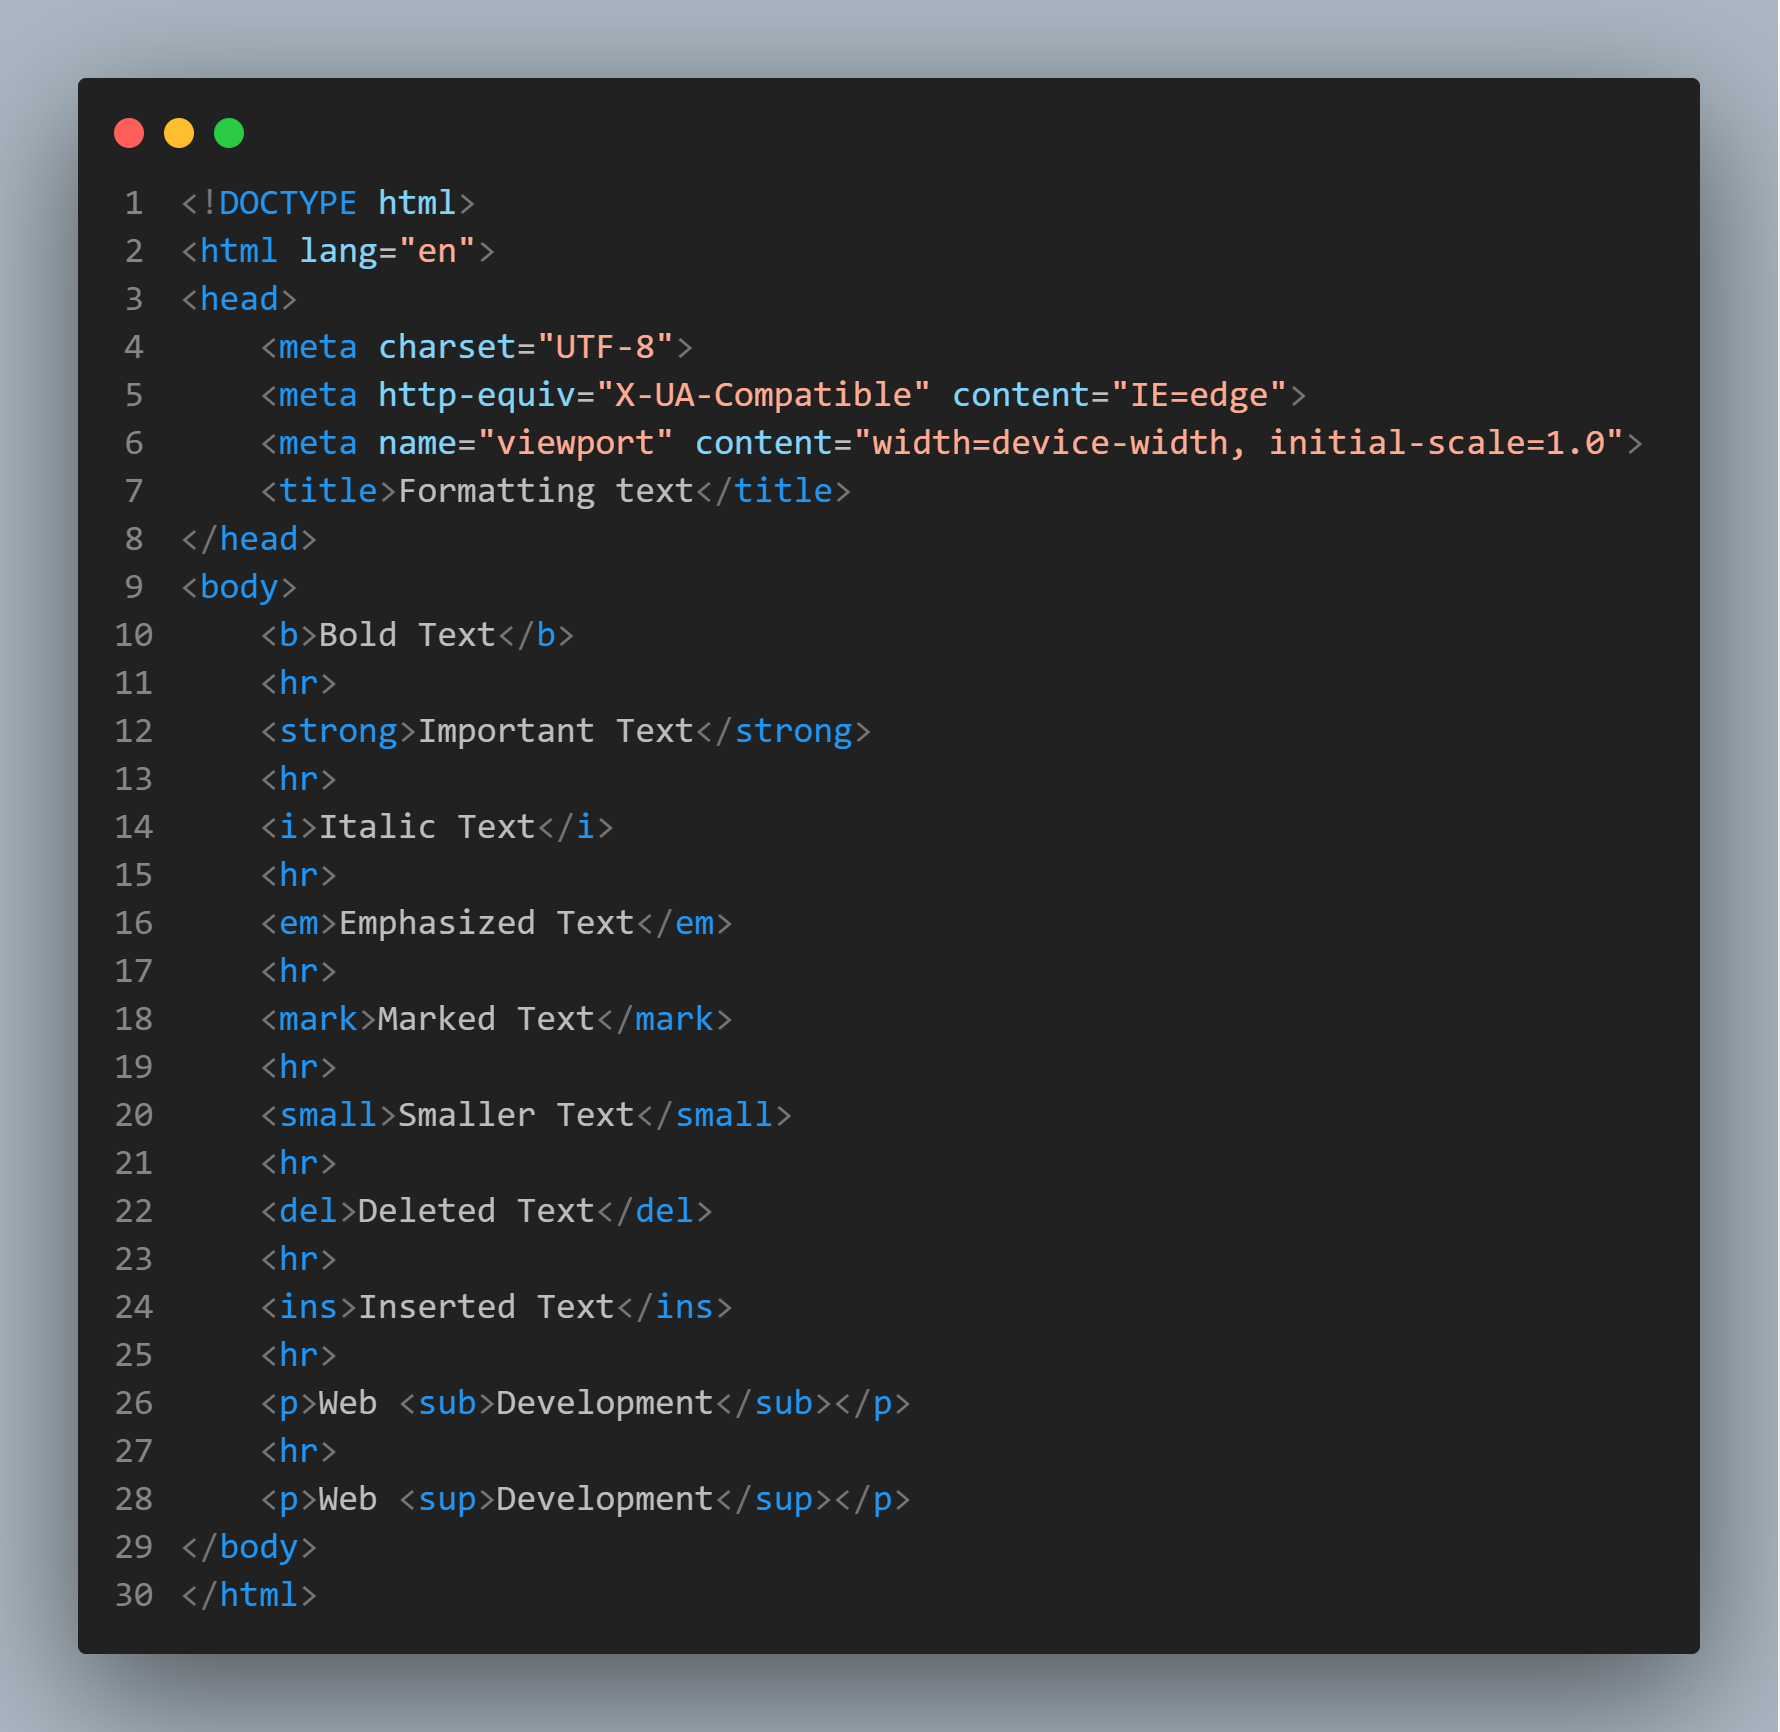 1 <!DOCTYPE html>
2 <html lang="en">
3 <head>
4     <meta charset="UTF-8">
5     <meta http-equiv="X-UA-Compatible" content="IE=edge">
6     <meta name="viewport" content="width=device-width, initial-scale=1.0">
7     <title>Formatting text</title>
8 </head>
9 <body>
10     <b>Bold Text</b>
11     <hr>
12     <strong>Important Text</strong>
13     <hr>
14     <i>Italic Text</i>
15     <hr>
16     <em>Emphasized Text</em>
17     <hr>
18     <mark>Marked Text</mark>
19     <hr>
20     <small>Smaller Text</small>
21     <hr>
22     <del>Deleted Text</del>
23     <hr>
24     <ins>Inserted Text</ins>
25     <hr>
26     <p>Web <sub>Development</sub></p>
27     <hr>
28     <p>Web <sup>Development</sup></p>
29 </body>
30 </html>